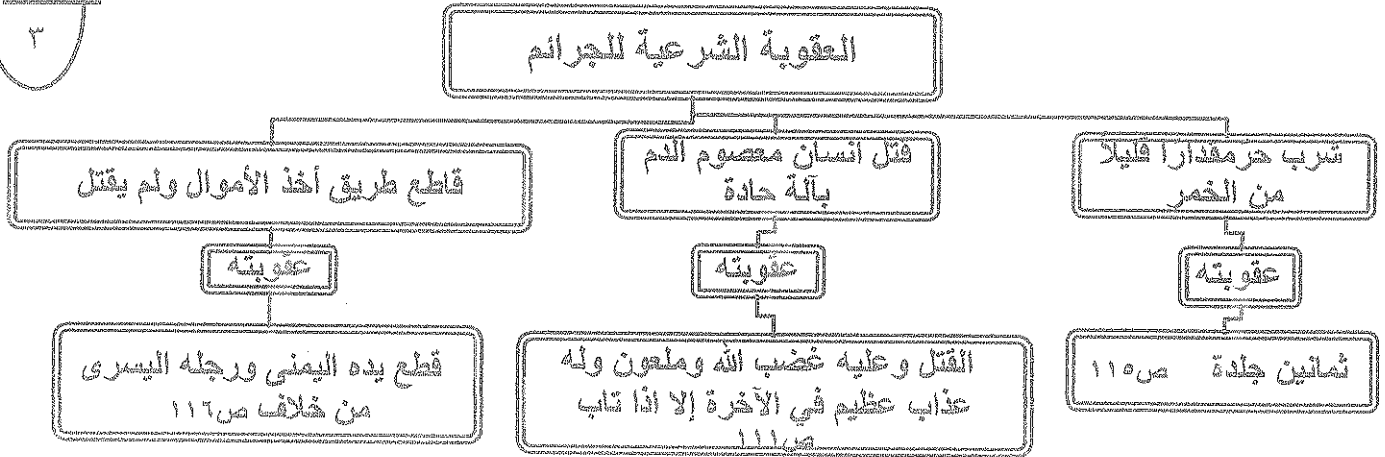 ٣
العقوبة الشرعية للجرائم
شرب حر مقدارا قليلا
من الخمر
قتل انسان معصوم الدم
بآلة حادة
قاطع طريق أخذ الأموال ولم يقتل
عقوبته
عقوبته
عقوبته
ثمانين جلدة ص١١٥
القتل وعليه غضب الله وملعون وله
عذاب عظيم في الآخرة إلا اذا تاب
ص١١١
قطع يده اليمنى ورجله اليسرى
من خلاف ص١١٦